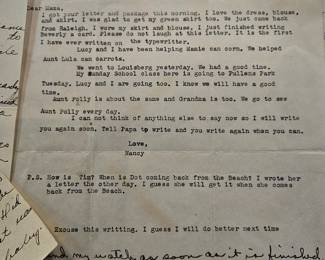 Dear Mama,
I got your letter and passage this morning. I love the dress, blouse,
and skirt. I was glad to get my green skirt too. We just came back
from Raleigh. I wore my skirt and blouse. I just finished writing
Beverly a card. Please do not laugh at this letter. It is the first
I have ever written on the typewriter.
Lucy and I have been helping Mamie can corn. We helped
Aunt Lula can carrots.
We went to Louisberg yesterday. We had a good time.
My Sunday School class here is going to Pullens Park
Tuesday. Lucy and I are going too. I know we will have a good
time.
Aunt Polly is about the same and Grandma is too. We go to see
Aunt Polly every day.
I can not think of anything else to say now so I will write
you again soon. Tell Papa to write and you write again when you can.
Love,
Nancy
P.S. How is Tim? When is Dot coming back from the Beach? I wrote her
a letter the other day. I guess she will get it when she comes
back from the Beach.
Excuse this writting. I guess I will do better next time
and my watch as soon as it is finished